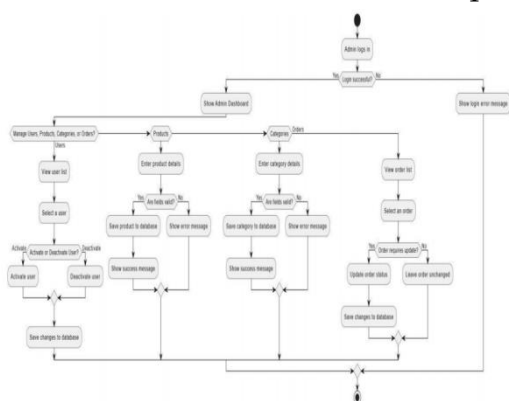 Admin logs in
Yes
Login successful?
No
Show Admin Dashboard
Show login error message
Manage Users, Products, Categories, or Orders?
Products
Categories
Orders
Users
View user list
Enter product details
Enter category details
View order list
Select a user
Yes
Are fields valid?
No
Yes
Are fields valid?
No
Select an order
Save product to database
Show error message
Save category to database
Show error message
Activate
Activate or Deactivate User?
Deactivate
Yes
Order requires update?
No
Activate user
Deactivate user
Show success message
Show success message
Update order status
Leave order unchanged
Save changes to database
Save changes to database